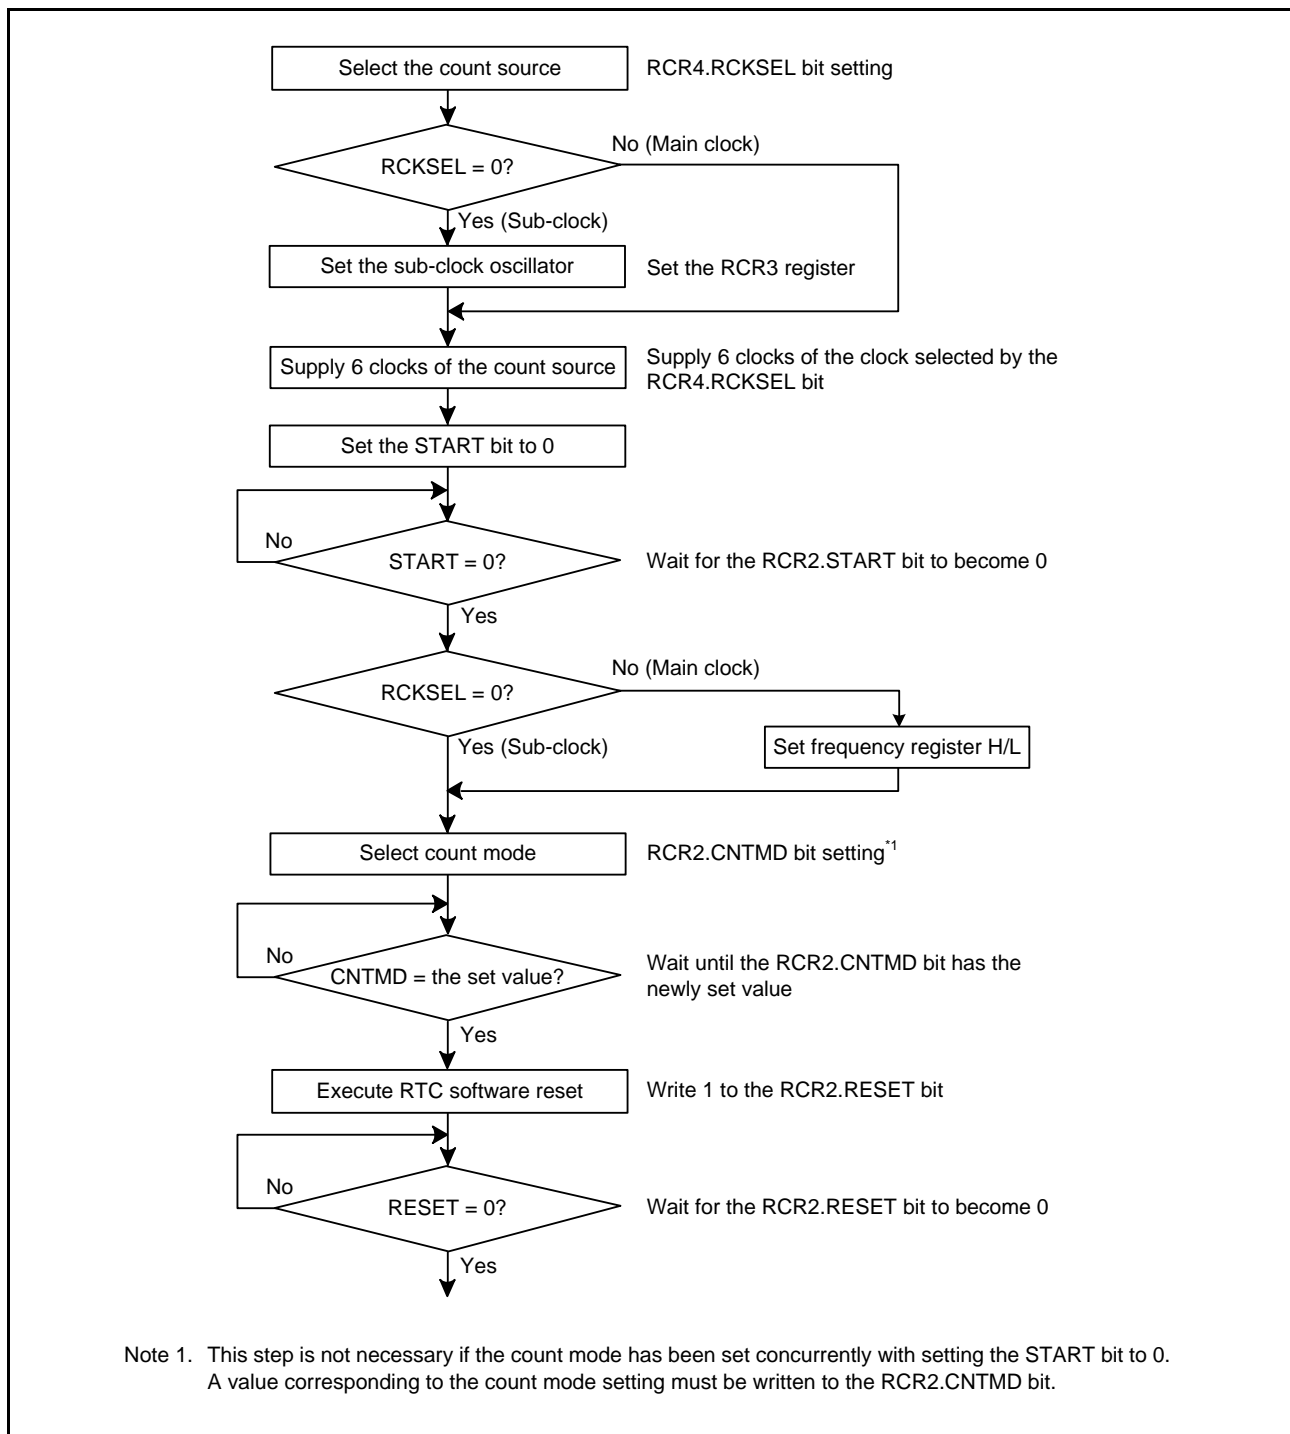 Select the count source
RCR4.RCKSEL bit setting
No (Main clock)
RCKSEL = 0?
Yes (Sub-clock)
Set the sub-clock oscillator
Set the RCR3 register
Supply 6 clocks of the count source
Supply 6 clocks of the clock selected by the
RCR4.RCKSEL bit
Set the START bit to 0
No
START = 0?
Wait for the RCR2.START bit to become 0
Yes
No (Main clock)
RCKSEL = 0?
Yes (Sub-clock)
Set frequency register H/L
Select count mode
RCR2.CNTMD bit setting*1
No
CNTMD = the set value?
Wait until the RCR2.CNTMD bit has the
newly set value
Yes
Execute RTC software reset
Write 1 to the RCR2.RESET bit
No
RESET = 0?
Wait for the RCR2.RESET bit to become 0
Yes
Note 1. This step is not necessary if the count mode has been set concurrently with setting the START bit to 0.
A value corresponding to the count mode setting must be written to the RCR2.CNTMD bit.